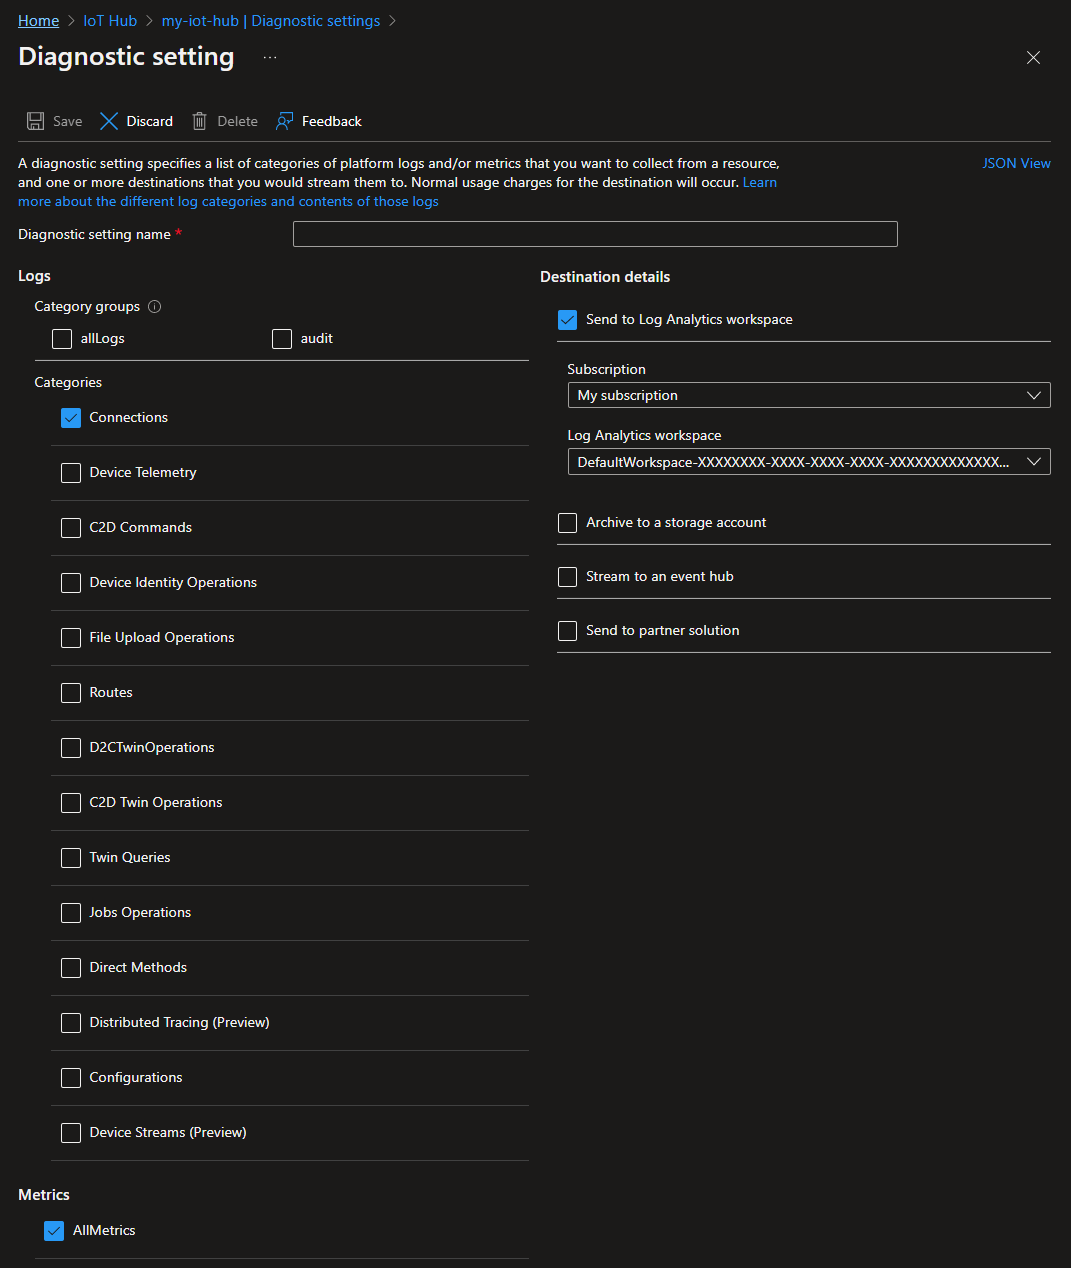 Home > IoT Hub > my-iot-hub | Diagnostic settings >
Diagnostic setting ...
Save Discard Delete Feedback
A diagnostic setting specifies a list of categories of platform logs and/or metrics that you want to collect from a resource,
and one or more destinations that you would stream them to. Normal usage charges for the destination will occur. Learn
more about the different log categories and contents of those logs
JSON View
Diagnostic setting name *
Logs
Category groups
allLogs
audit
Categories
Connections
Device Telemetry
C2D Commands
Device Identity Operations
File Upload Operations
Routes
D2CTwinOperations
C2D Twin Operations
Twin Queries
Jobs Operations
Direct Methods
Distributed Tracing (Preview)
Configurations
Device Streams (Preview)
Metrics
AllMetrics
Destination details
Send to Log Analytics workspace
Subscription
My subscription
Log Analytics workspace
DefaultWorkspace-XXXXXXXX-XXXX-XXXX-XXXX-XXXXXXXXXXXXX...
Archive to a storage account
Stream to an event hub
Send to partner solution